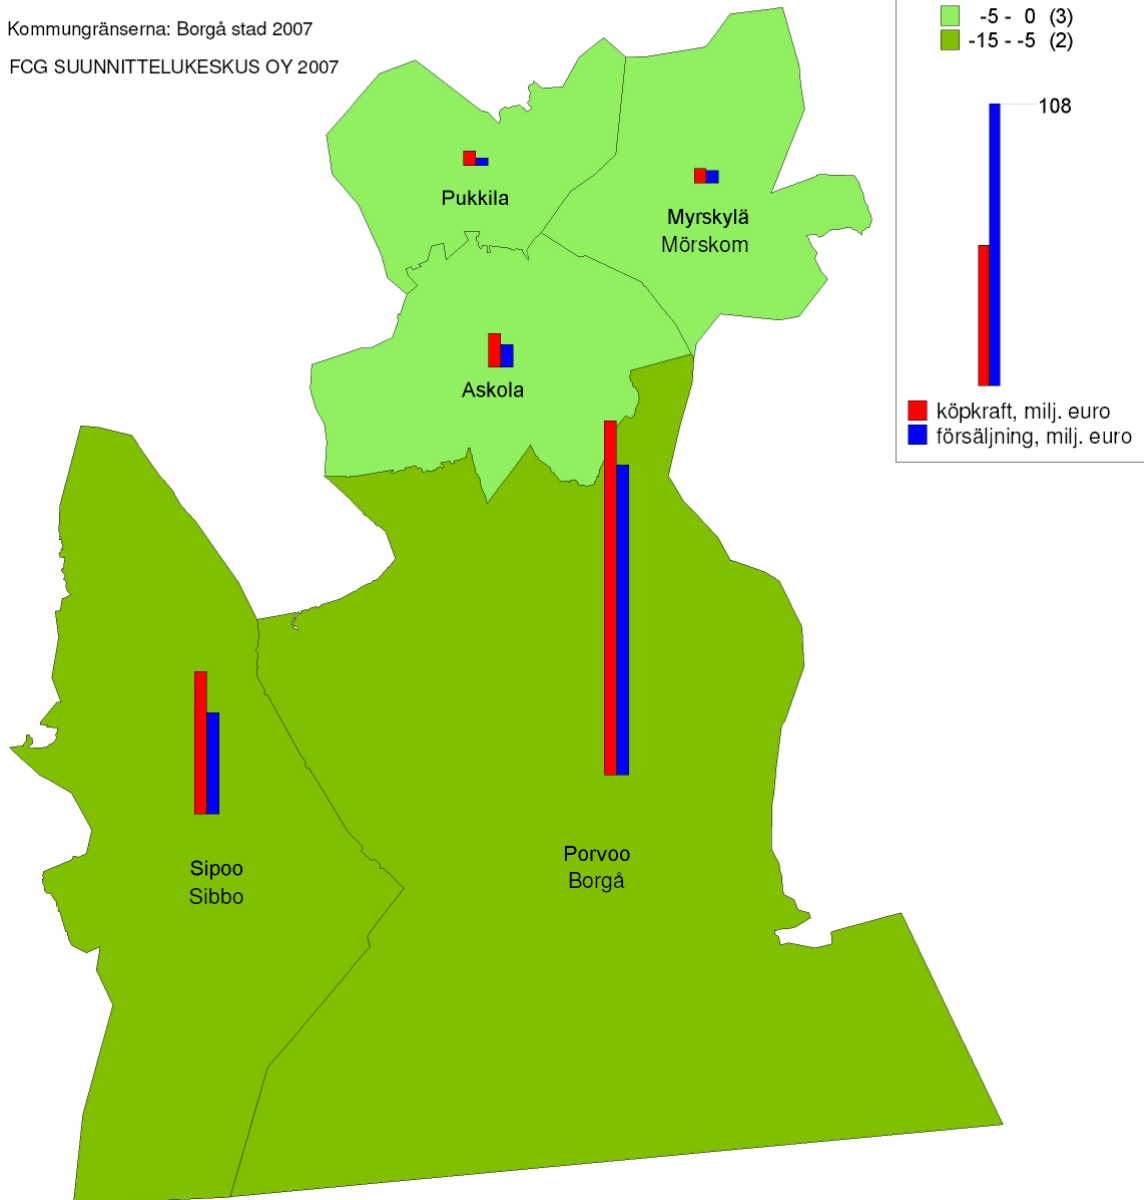 Kommungränserna: Borgå stad 2007
FCG SUUNNITTELUKESKUS OY 2007
-5 - 0 (3)
-15 - -5 (2)
108
köpkraft, milj. euro
försäljning, milj. euro
Pukkila
Myrskylä
Mörskom
Askola
Sipoo
Sibbo
Porvoo
Borgå